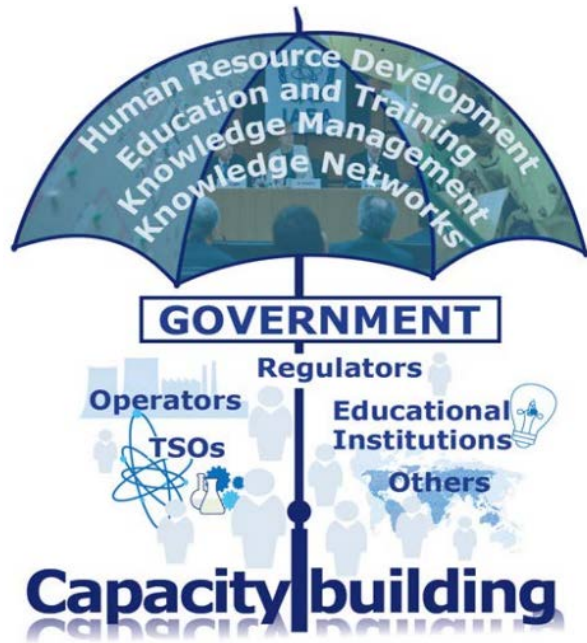 Human Resource Development
Education and Training
Knowledge Management
Knowledge Networks
IAEA
GOVERNMENT
Regulators
Operators
Educational
Institutions
TSOs
Others
Capacity building